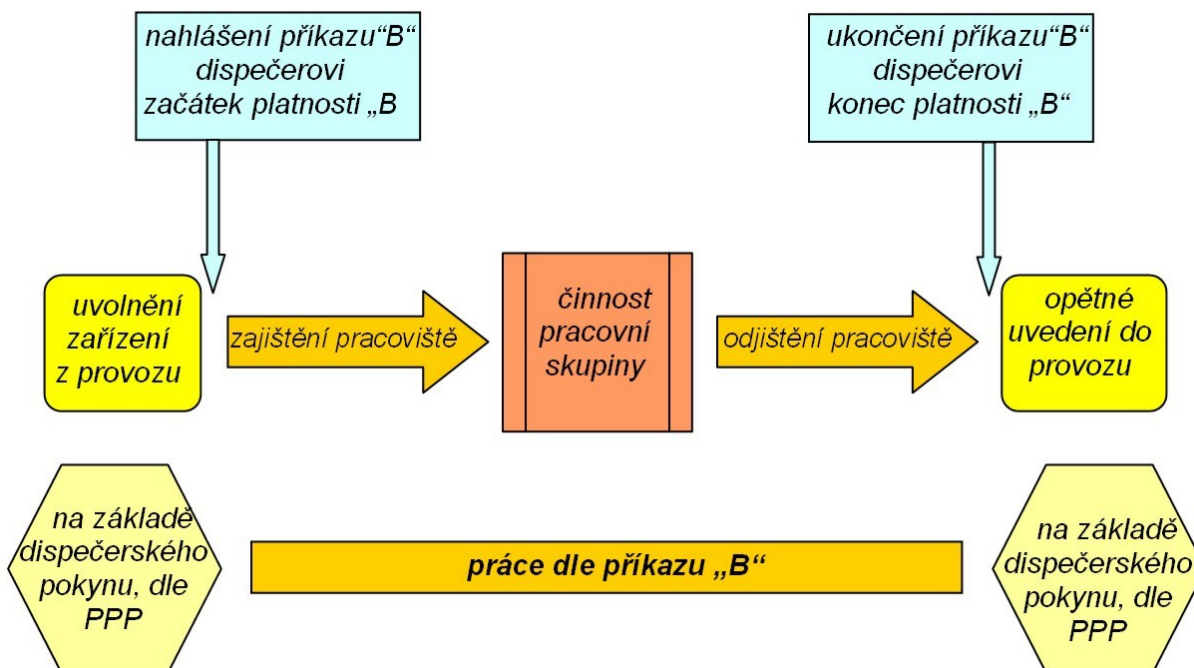 nahlášení příkazu“B“
dispečerovi
začátek platnosti „B
ukončení příkazu“B“
dispečerovi
konec platnosti „B“
uvolnění
zařízení
z provozu
zajištění pracoviště
činnost
pracovní
skupiny
odjištění pracoviště
opětné
uvedení do
provozu
na základě
dispečerského
pokynu, dle
PPP
práce dle příkazu „B“
na základě
dispečerského
pokynu, dle
PPP